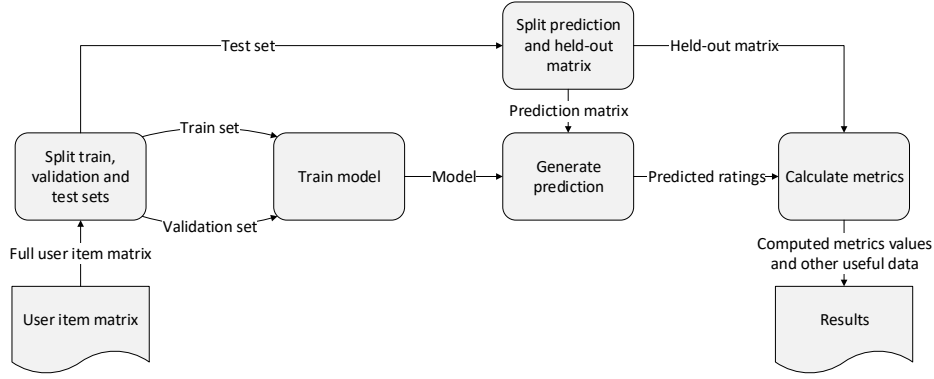 Test set
Split prediction
and held-out
matrix
Held-out matrix
Prediction matrix
Train set
Split train,
validation and
test sets
Train model
Model
Generate
prediction
Predicted ratings
Calculate metrics
Validation set
Full user item matrix
Computed metrics values
and other useful data
User item matrix
Results